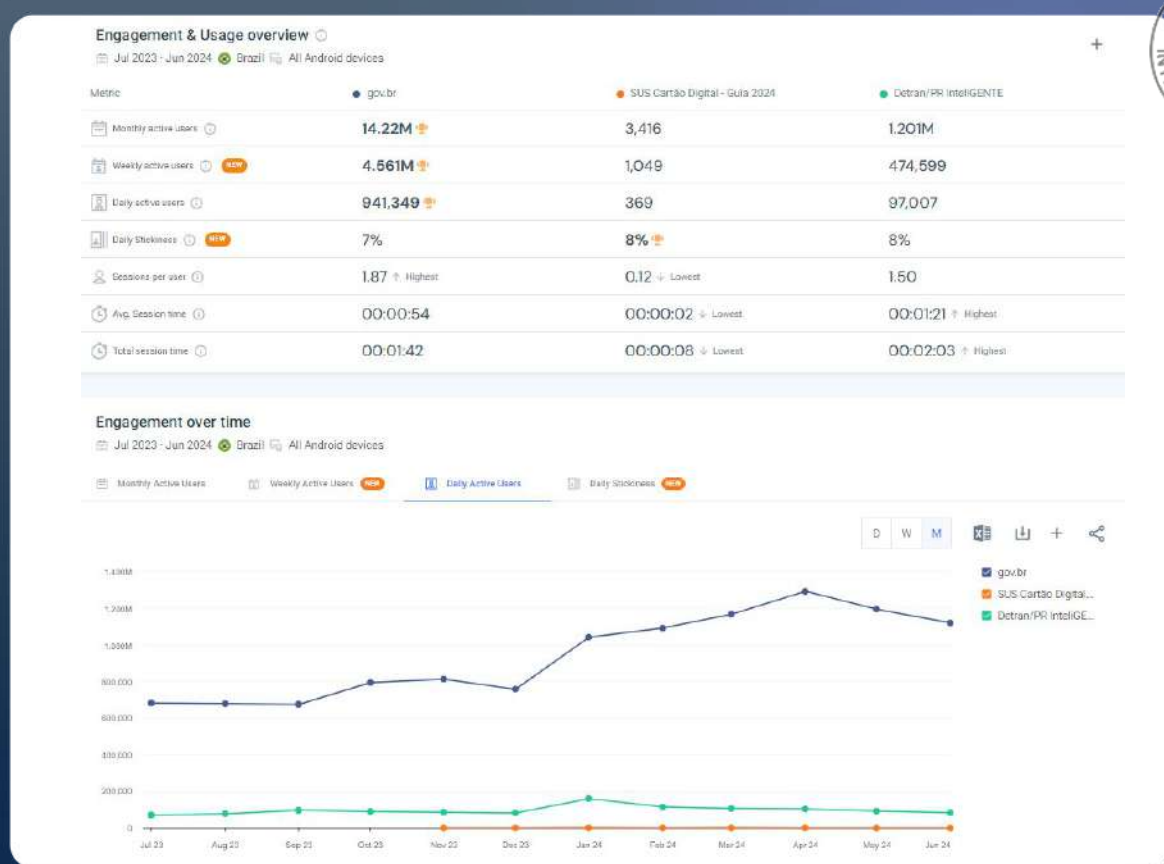 Engagement & Usage overview
Jul 2023 - Jun 2024 Brazil All Android devices
Metric gov.br SUS Cartão Digital - Guia 2024 Detran/PR InteliGENTE
Monthly active users 14.22M 3,416 1.201M
Weekly active users NEW 4.561M 1,049 474,599
Daily active users 941,349 369 97,007
Daily Stickiness NEW 7% 8% 8%
Sessions per user 1.87 ↑ Highest 0.12 ↓ Lowest 1.50
Avg. Session time 00:00:54 00:00:02 ↓ Lowest 00:01:21 ↑ Highest
Total session time 00:01:42 00:00:08 ↓ Lowest 00:02:03 ↑ Highest
Engagement over time
Jul 2023 - Jun 2024 Brazil All Android devices
Monthly Active Users Weekly Active Users NEW Daily Active Users Daily Stickiness NEW
D W M
gov.br
SUS Cartão Digital...
Detran/PR InteliGE...
1.400M
1.200M
1.000M
800,000
600,000
400,000
200,000
0
Jul 23 Aug 23 Sep 23 Oct 23 Nov 23 Dec 23 Jan 24 Feb 24 Mar 24 Apr 24 May 24 Jun 24